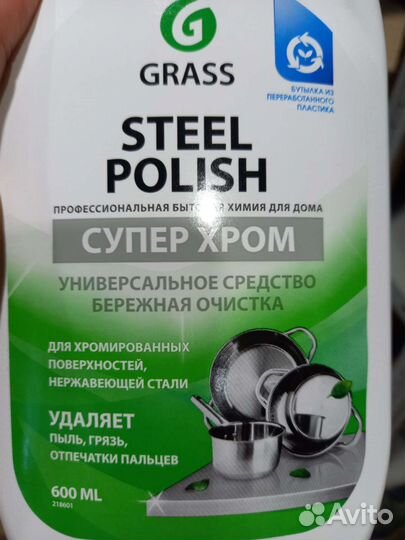 G
GRASS
БУТЫЛКА ИЗ
ПЕРЕРАБОТАННОГО
ПЛАСТИКА
STEEL
POLISH
ПРОФЕССИОНАЛЬНАЯ БЫТОВАЯ ХИМИЯ ДЛЯ ДОМА
СУПЕР ХРОМ
УНИВЕРСАЛЬНОЕ СРЕДСТВО
БЕРЕЖНАЯ ОЧИСТКА
ДЛЯ ХРОМИРОВАННЫХ
ПОВЕРХНОСТЕЙ,
НЕРЖАВЕЮЩЕЙ СТАЛИ
УДАЛЯЕТ
ПЫЛЬ, ГРЯЗЬ,
ОТПЕЧАТКИ ПАЛЬЦЕВ
600 ML
218601
Avito